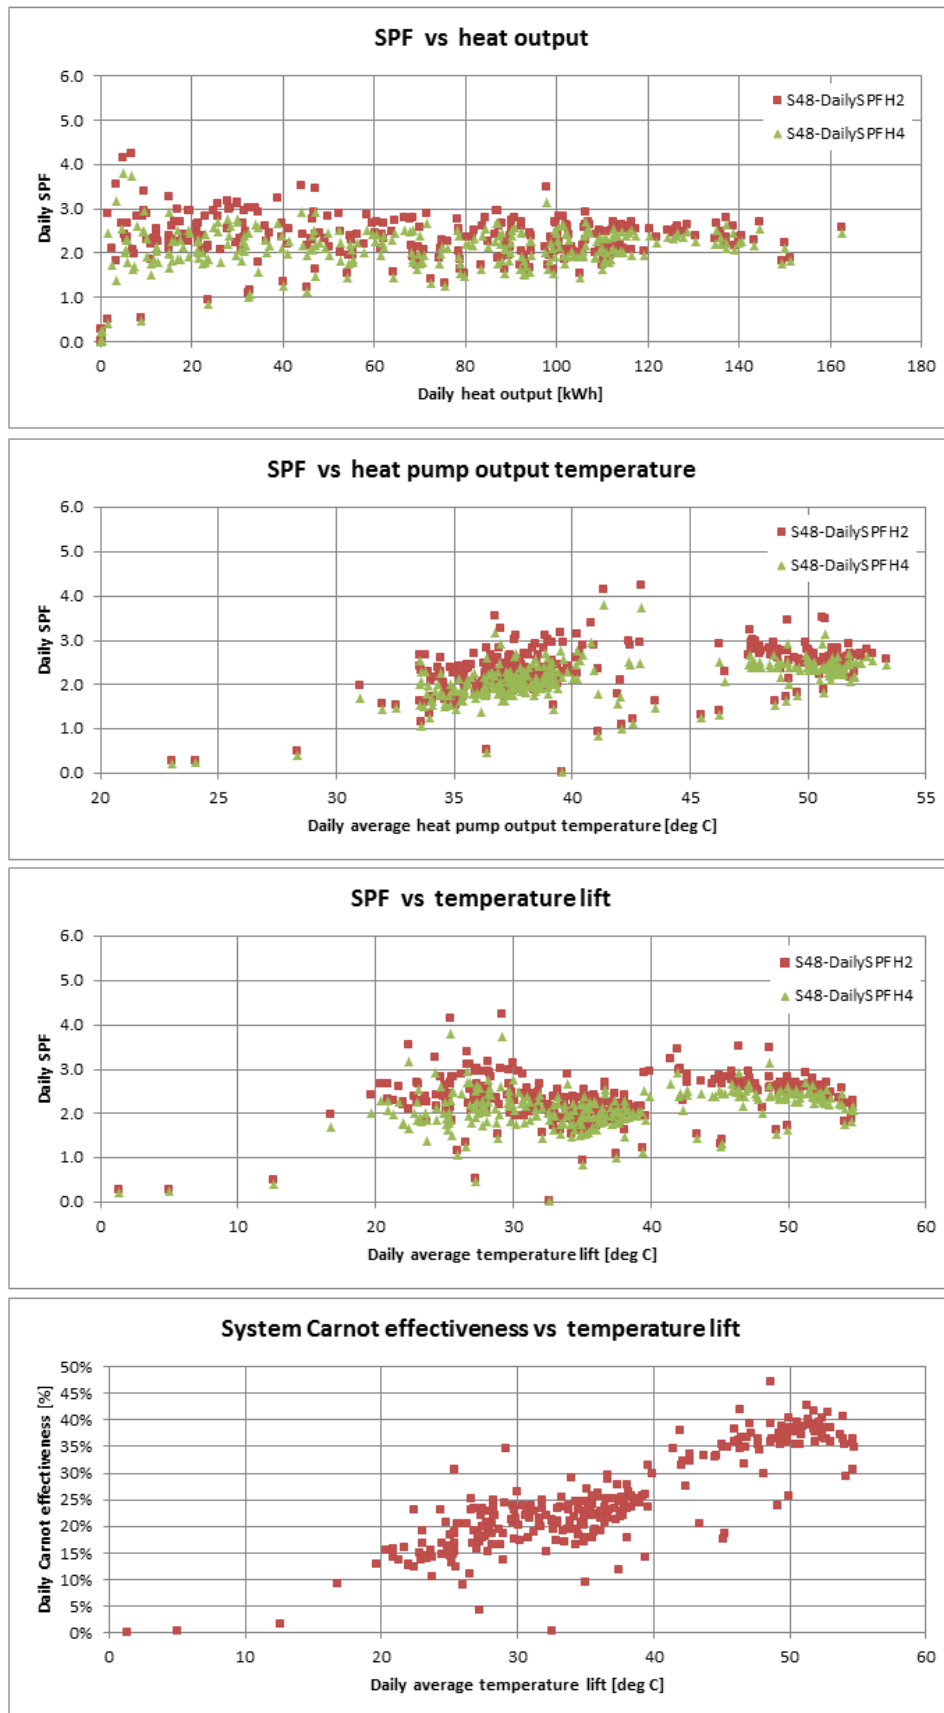 SPF vs heat output
6.0
5.0
4.0
3.0
2.0
1.0
0.0
Daily SPF
S48-DailySPFH2
S48-DailySPFH4
0 20 40 60 80 100 120 140 160 180
Daily heat output [kWh]
SPF vs heat pump output temperature
6.0
5.0
4.0
3.0
2.0
1.0
0.0
Daily SPF
S48-DailySPFH2
S48-DailySPFH4
20 25 30 35 40 45 50 55
Daily average heat pump output temperature [deg C]
SPF vs temperature lift
6.0
5.0
4.0
3.0
2.0
1.0
0.0
Daily SPF
S48-DailySPFH2
S48-DailySPFH4
0 10 20 30 40 50 60
Daily average temperature lift [deg C]
System Carnot effectiveness vs temperature lift
50%
45%
40%
35%
30%
25%
20%
15%
10%
5%
0%
Daily Carnot effectiveness [%]
0 10 20 30 40 50 60
Daily average temperature lift [deg C]